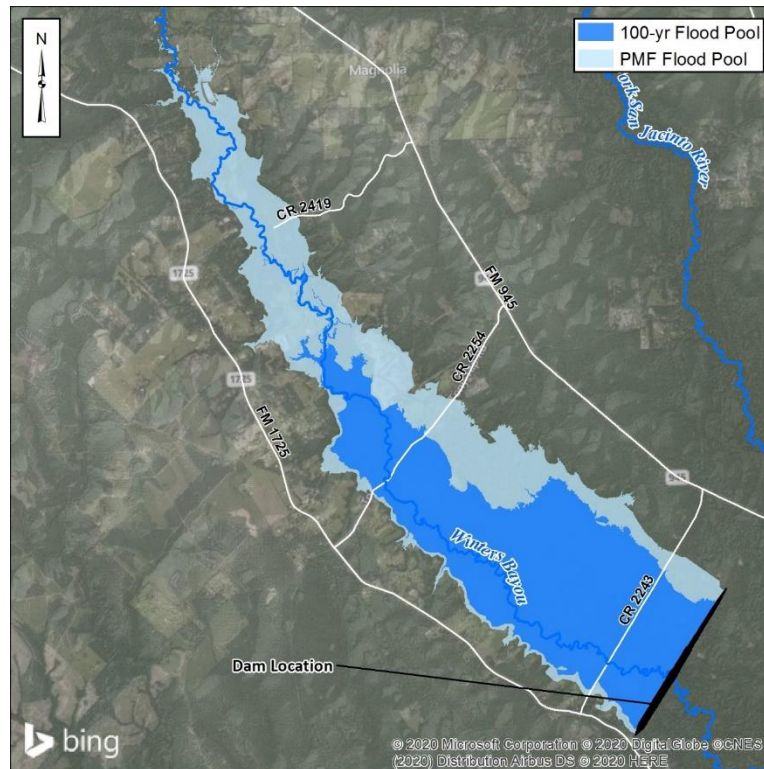 N
100-yr Flood Pool
PMF Flood Pool
Magnolia
ork San Jacinto River
CR 2419
1725
FM 945
CR 2254
1725
FM 1725
945
Winters Bayou
CR 2243
Dam Location
bing
© 2020 Microsoft Corporation © 2020 DigitalGlobe ©CNES
(2020) Distribution Airbus DS © 2020 HERE